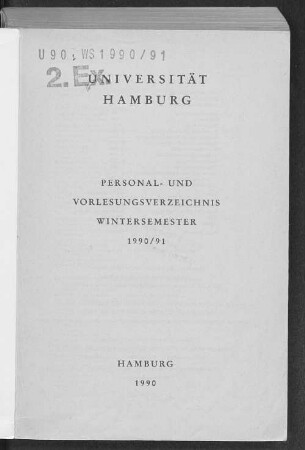 U90, WS1990/91
2. Ex.
UNIVERSITÄT
HAMBURG
PERSONAL- UND
VORLESUNGSVERZEICHNIS
WINTERSEMESTER
1990/91
HAMBURG
1990